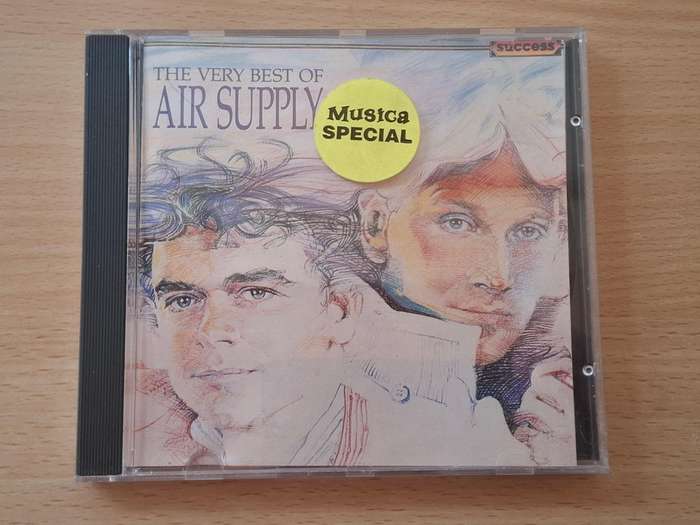 success
THE VERY BEST OF
AIR SUPPLY
Musica
SPECIAL